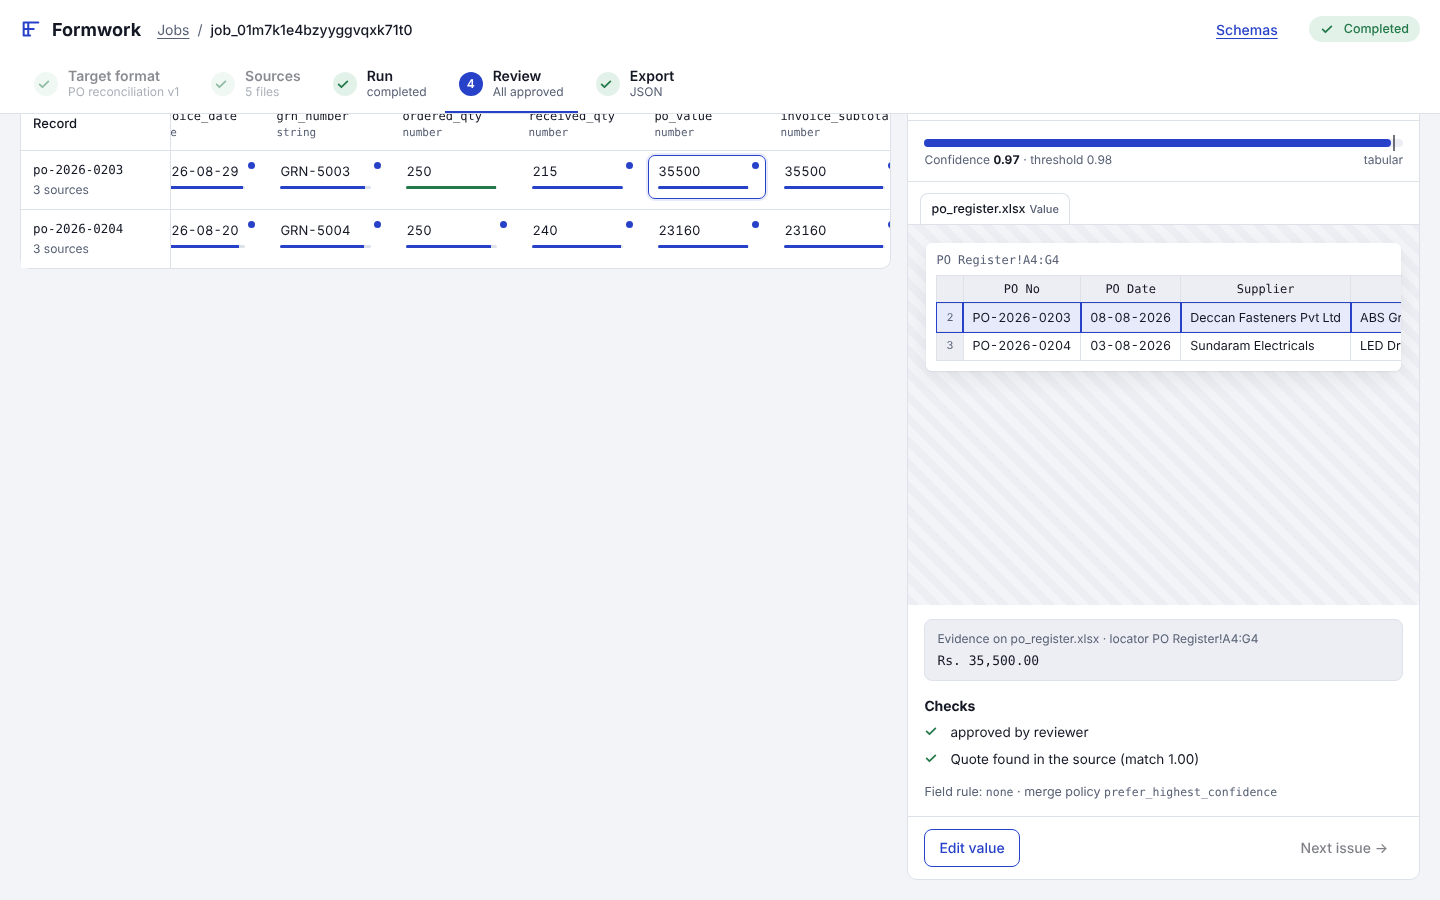 Formwork Jobs / job_01m7k1e4bzyyggvqxk71t0 Schemas Completed
Target format Sources Run 4 Review Export
PO reconciliation v1 5 files completed All approved JSON
Record oice_date grn_number ordered_qty received_qty po_value invoice_subtota
e string number number number number
po-2026-0203 26-08-29 GRN-5003 250 215 35500 35500
3 sources
po-2026-0204 26-08-20 GRN-5004 250 240 23160 23160
3 sources
Confidence 0.97 · threshold 0.98 tabular
po_register.xlsx Value
PO Register!A4:G4
PO No PO Date Supplier
2 PO-2026-0203 08-08-2026 Deccan Fasteners Pvt Ltd ABS Gr
3 PO-2026-0204 03-08-2026 Sundaram Electricals LED Dr
Evidence on po_register.xlsx · locator PO Register!A4:G4
Rs. 35,500.00
Checks
approved by reviewer
Quote found in the source (match 1.00)
Field rule: none · merge policy prefer_highest_confidence
Edit value Next issue →